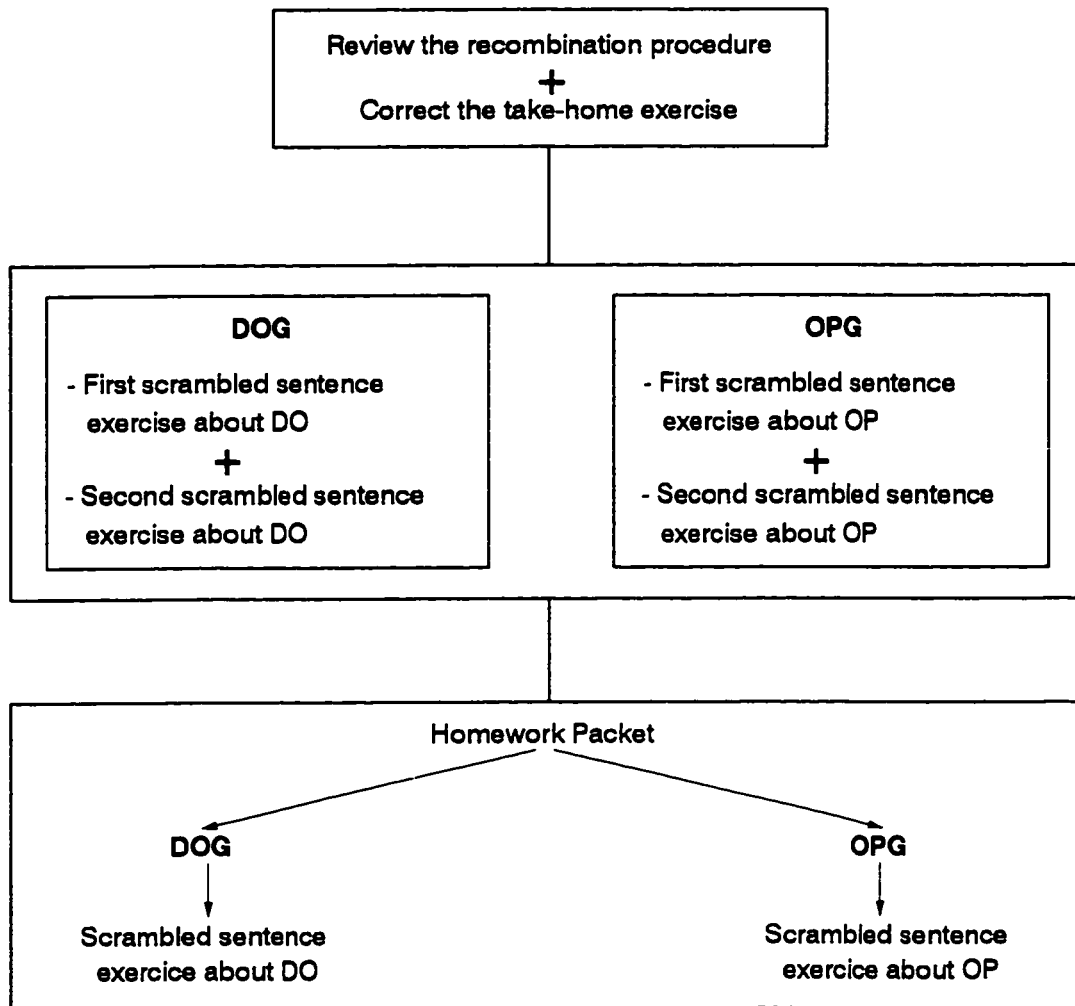 Review the recombination procedure
+
Correct the take-home exercise
DOG
- First scrambled sentence
exercise about DO
+
- Second scrambled sentence
exercise about DO
OPG
- First scrambled sentence
exercise about OP
+
- Second scrambled sentence
exercise about OP
Homework Packet
DOG
Scrambled sentence
exercice about DO
OPG
Scrambled sentence
exercice about OP